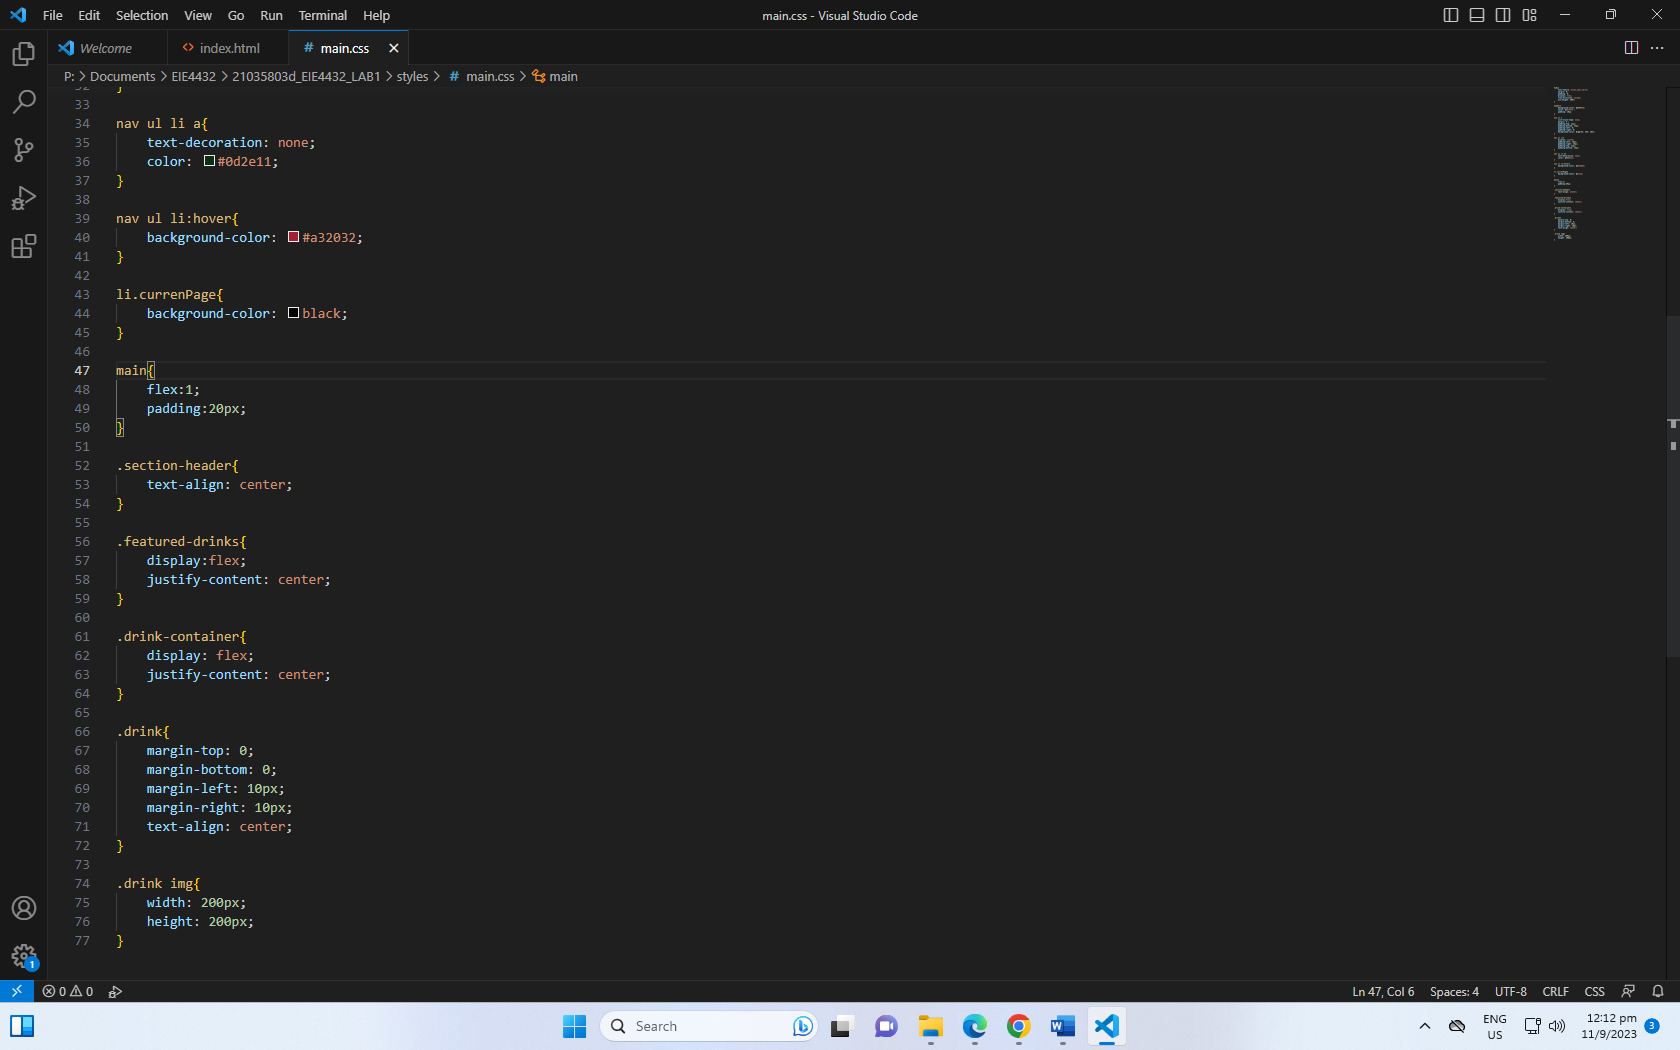 File Edit Selection View Go Run Terminal Help
main.css - Visual Studio Code
Welcome
index.html
# main.css
P: > Documents > EIE4432 > 21035803d_EIE4432_LAB1 > styles > # main.css > main
32 }
33
34 nav ul li a{
35 text-decoration: none;
36 color: #0d2e11;
37 }
38
39 nav ul li:hover{
40 background-color: #a32032;
41 }
42
43 li.currenPage{
44 background-color: black;
45 }
46
47 main{
48 flex:1;
49 padding:20px;
50 }
51
52 .section-header{
53 text-align: center;
54 }
55
56 .featured-drinks{
57 display:flex;
58 justify-content: center;
59 }
60
61 .drink-container{
62 display: flex;
63 justify-content: center;
64 }
65
66 .drink{
67 margin-top: 0;
68 margin-bottom: 0;
69 margin-left: 10px;
70 margin-right: 10px;
71 text-align: center;
72 }
73
74 .drink img{
75 width: 200px;
76 height: 200px;
77 }
1
0 0
Ln 47, Col 6 Spaces: 4 UTF-8 CRLF CSS
Search
ENG
US
12:12 pm
11/9/2023
3